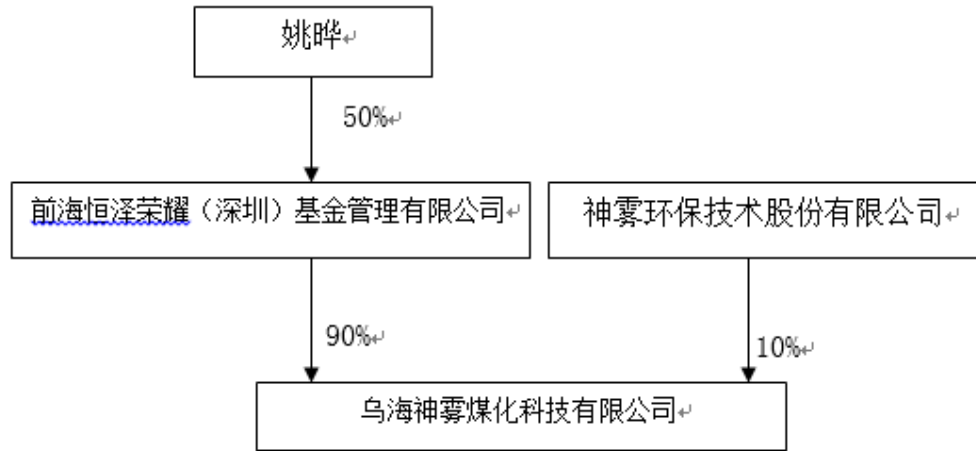 姚晔
50%
前海恒泽荣耀（深圳）基金管理有限公司
神雾环保技术股份有限公司
90%
10%
乌海神雾煤化科技有限公司